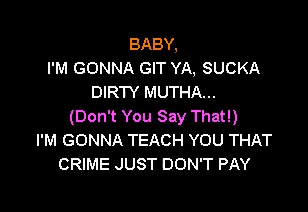 BABY,
I'M GONNA GIT YA, SUCKA
DIRTY MUTHA...
(Don't You Say That!)
I'M GONNA TEACH YOU THAT
CRIME JUST DON'T PAY